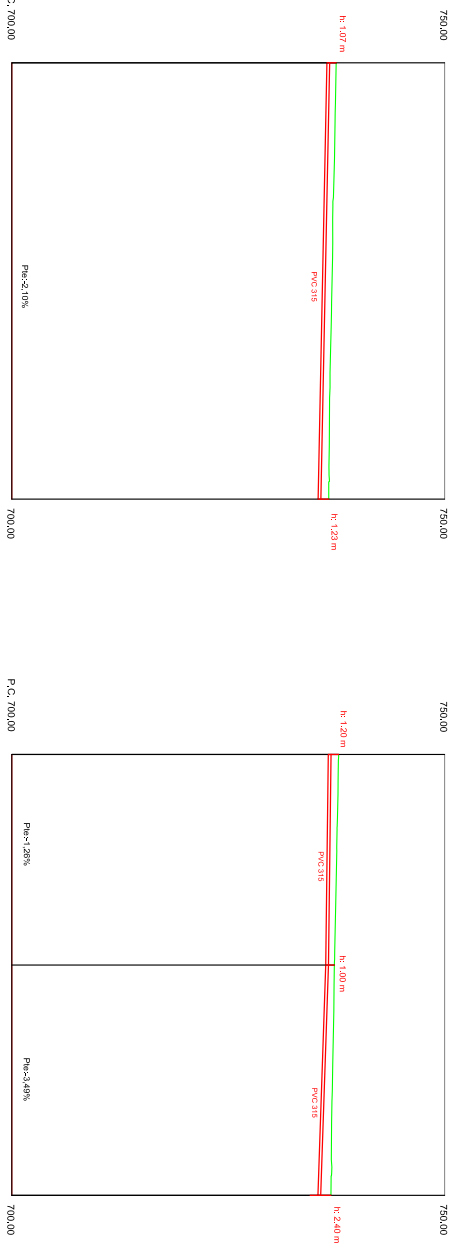 750.00
h: 1.07 m
PVC 315
Pte:-2,10%
C, 700,00
750.00
h: 1.23 m
700.00
750.00
h: 1.20 m
PVC 315
Pte:-1,26%
P,C, 700,00
h: 1.00 m
PVC 315
Pte:-3,49%
750.00
h: 2.40 m
700.00